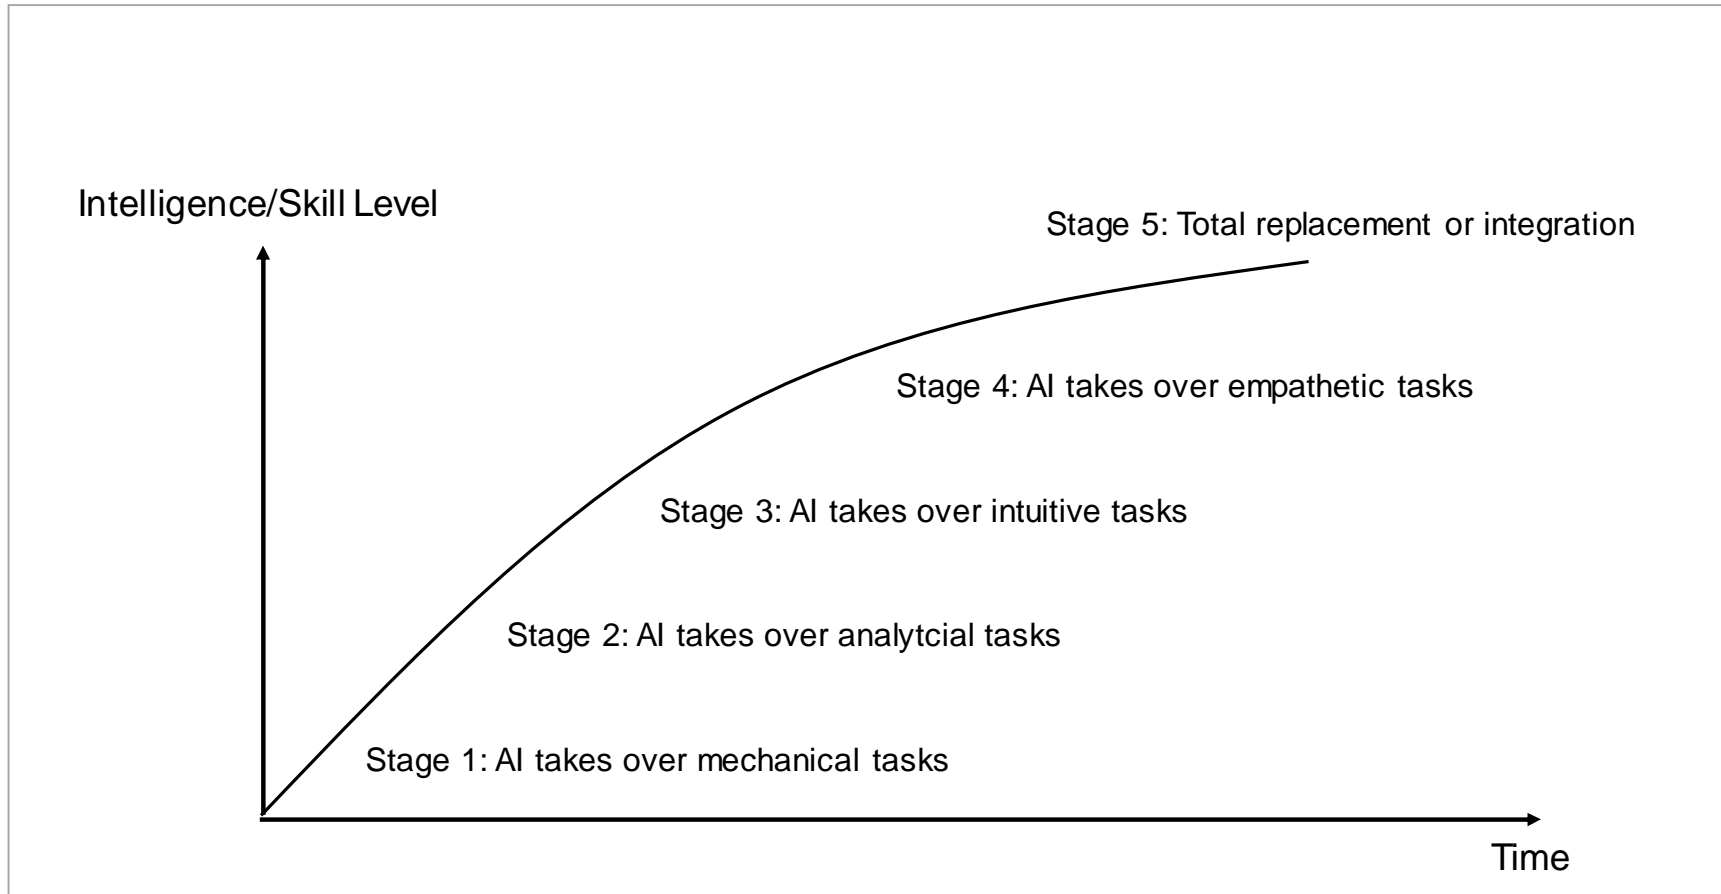 Intelligence/Skill Level
Stage 5: Total replacement or integration
Stage 4: AI takes over empathetic tasks
Stage 3: AI takes over intuitive tasks
Stage 2: AI takes over analytcial tasks
Stage 1: AI takes over mechanical tasks
Time